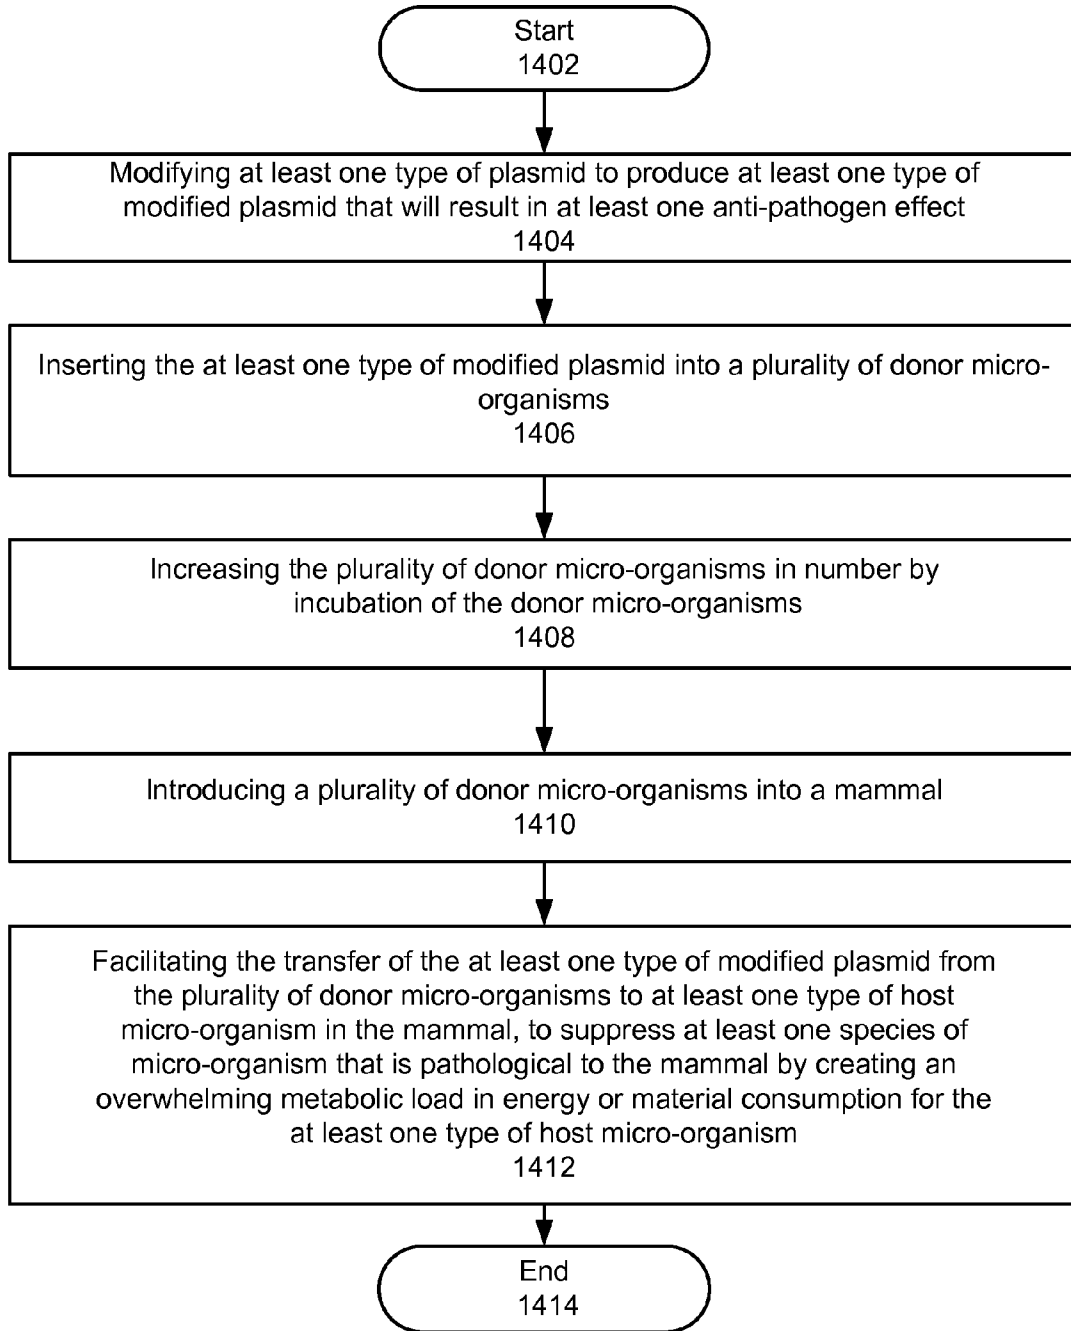 Start
1402
Modifying at least one type of plasmid to produce at least one type of
modified plasmid that will result in at least one anti-pathogen effect
1404
Inserting the at least one type of modified plasmid into a plurality of donor micro-
organisms
1406
Increasing the plurality of donor micro-organisms in number by
incubation of the donor micro-organisms
1408
Introducing a plurality of donor micro-organisms into a mammal
1410
Facilitating the transfer of the at least one type of modified plasmid from
the plurality of donor micro-organisms to at least one type of host
micro-organism in the mammal, to suppress at least one species of
micro-organism that is pathological to the mammal by creating an
overwhelming metabolic load in energy or material consumption for the
at least one type of host micro-organism
1412
End
1414